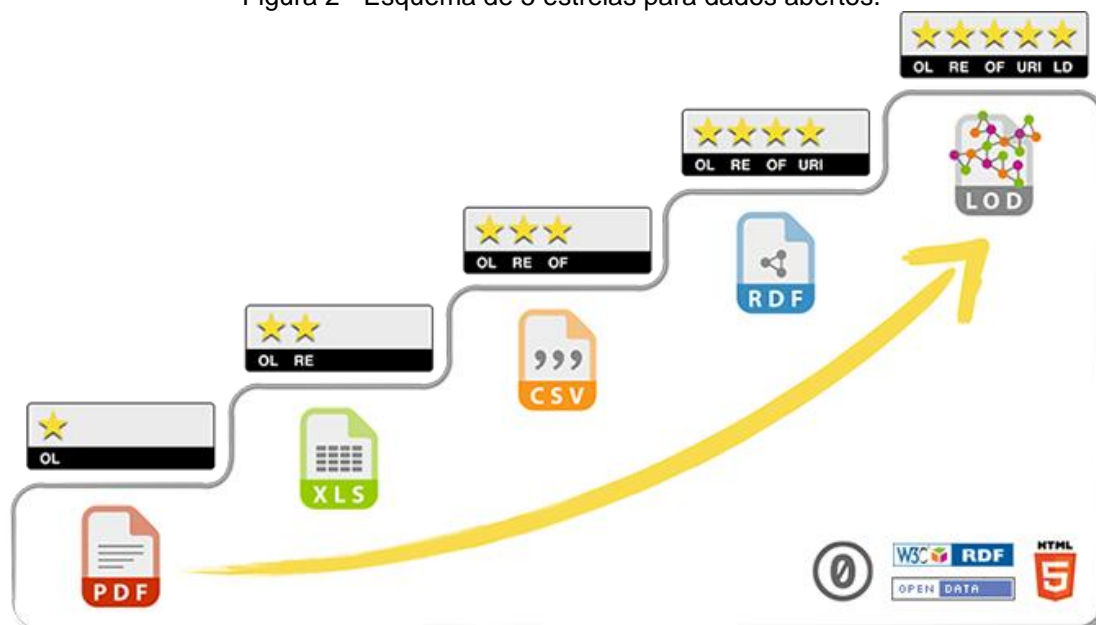 Figura 2 - Esquema de 5 estrelas para dados abertos.
OL RE OF URI LD
LOD
OL RE OF URI
RDF
OL RE OF
CSV
OL RE
XLS
OL
PDF
0
W3C RDF
OPEN DATA
HTML
5